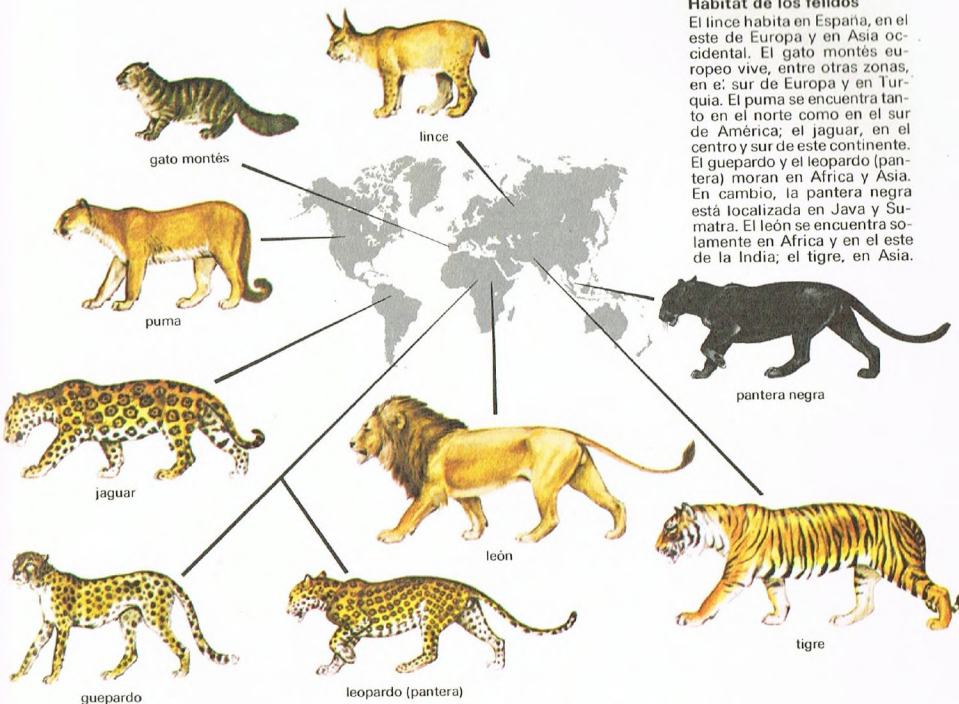 Hábitat de los félidos
El lince habita en España, en el
este de Europa y en Asia oc-
cidental. El gato montés eu-
ropeo vive, entre otras zonas,
en el sur de Europa y en Tur-
quia. El puma se encuentra tan-
to en el norte como en el sur
de América; el jaguar, en el
centro y sur de este continente.
El guepardo y el leopardo (pan-
tera) moran en Africa y Asia.
En cambio, la pantera negra
está localizada en Java y Su-
matra. El león se encuentra so-
lamente en Africa y en el este
de la India; el tigre, en Asia.
lince
gato montés
puma
pantera negra
jaguar
león
tigre
guepardo
leopardo (pantera)